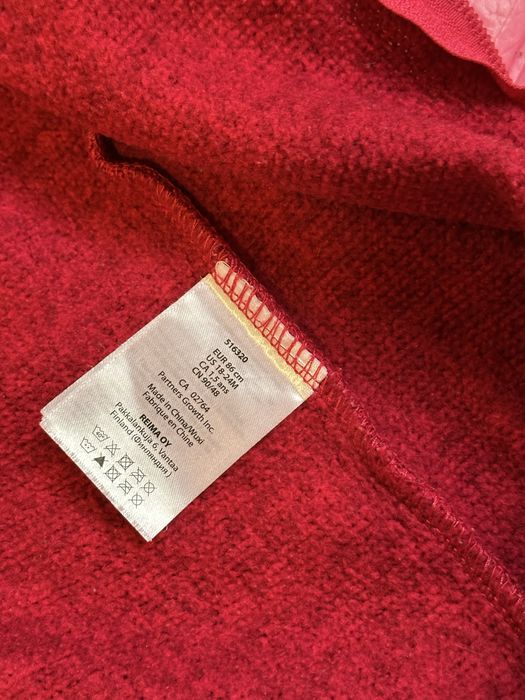 516320
EUR 86 cm
US 18-24M
CA 1,5 ans
CN 90/48
CA 02764
Partners Growth Inc.
Made in China/Wuxi
Fabrique en Chine
REIMA OY
Pakkalankuja 6, Vantaa
Finland (Финляндия)